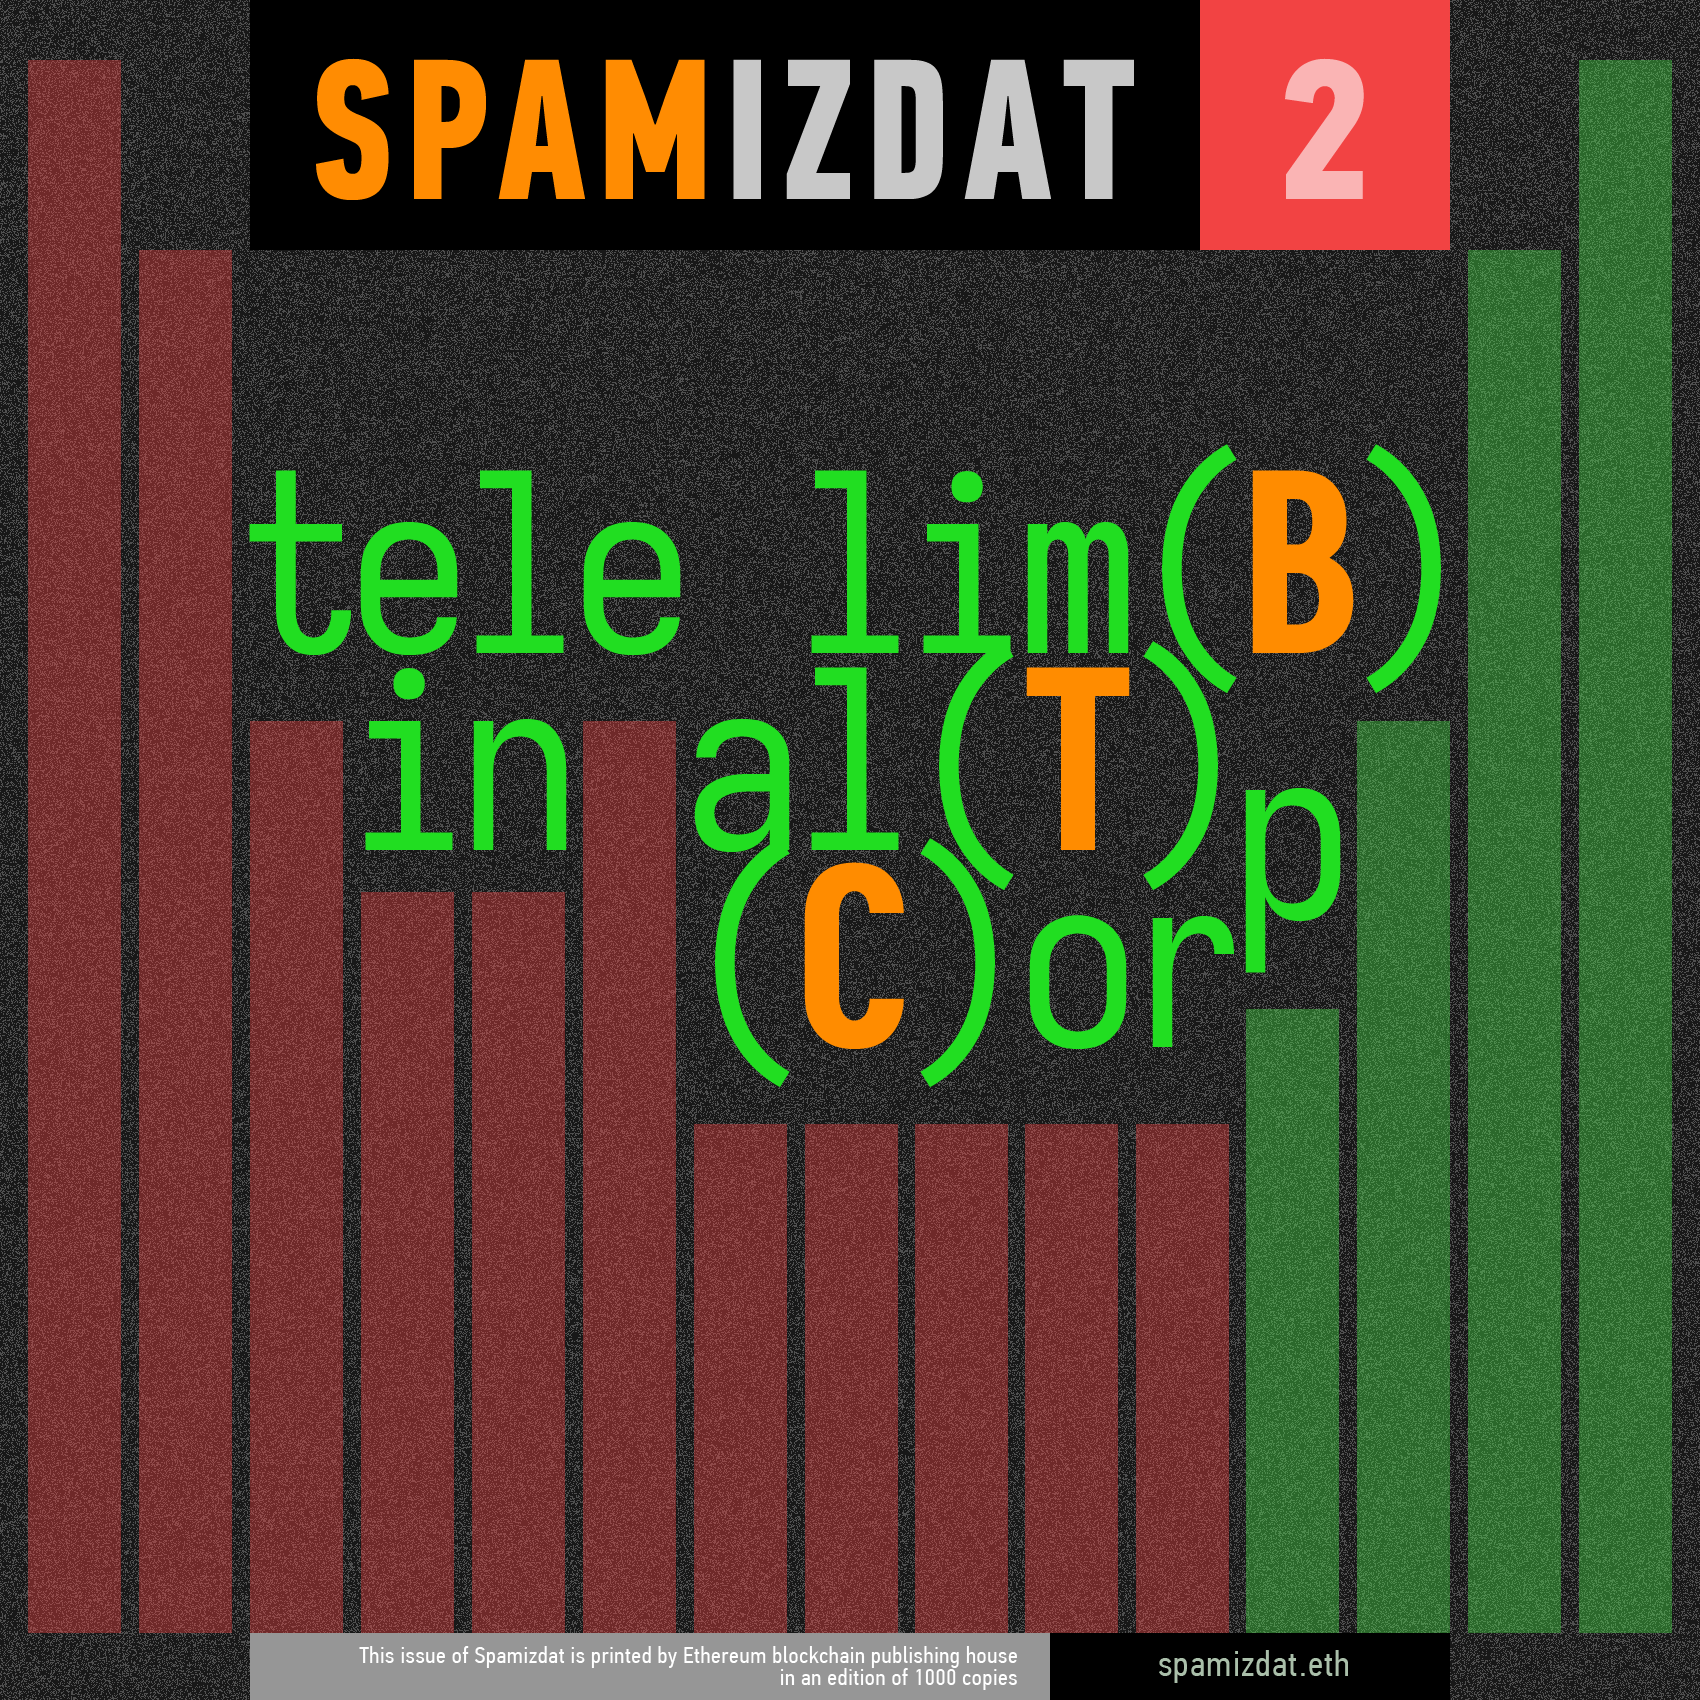 SPAMIZDAT 2
tele lim(B)
in al(T)
(C)orp
This issue of Spamizdat is printed by Ethereum blockchain publishing house
in an edition of 1000 copies
spamizdat.eth